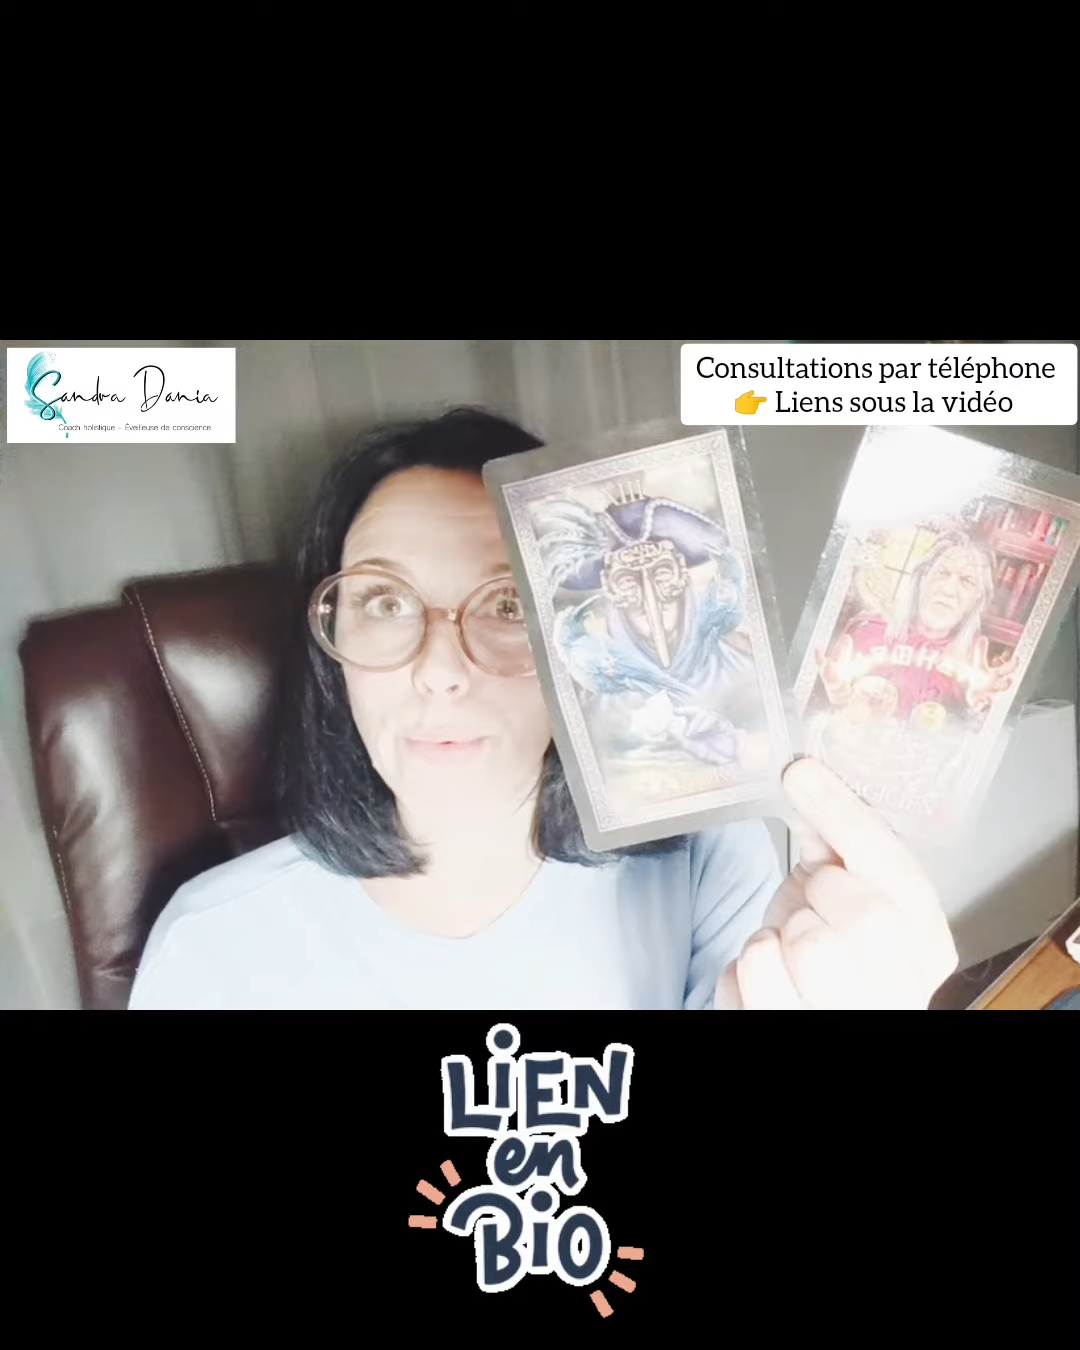 Sandra Dania
Coach holistique - Éveilleuse de conscience
Consultations par téléphone
👉 Liens sous la vidéo
XIII
LiEN
en
BiO